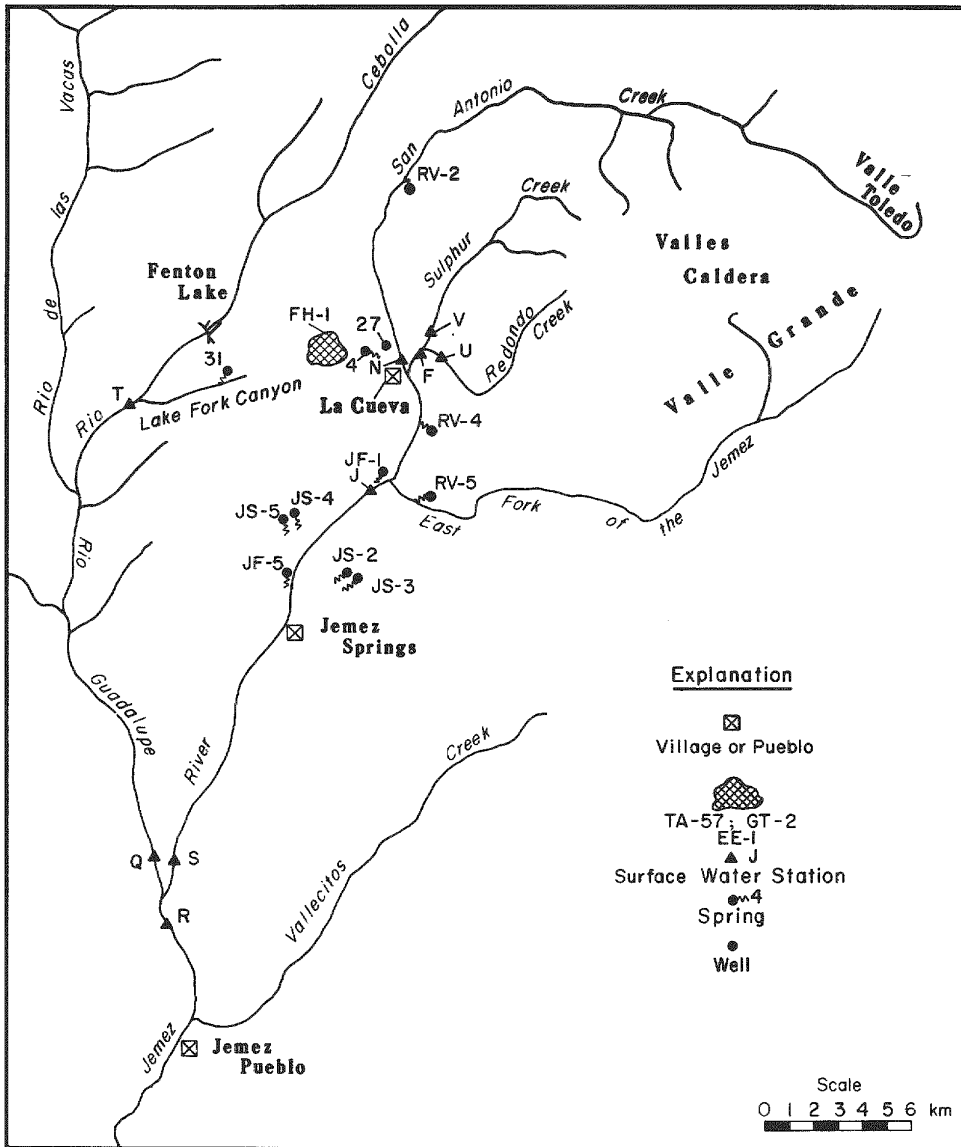 Vacas
las
de
Rio
Cebolla
San Antonio Creek
RV-2
Valle
Toledo
Sulphur Creek
Valles
Caldera
Fenton
Lake
FH-1
27
4
N
V
F
U
Redondo
Creek
Valle Grande
31
T
Lake Fork Canyon
Rio
La Cueva
RV-4
JF-1
J
RV-5
East Fork of the Jemez
JS-4
JS-5
JF-5
JS-2
JS-3
Rio
Jemez
Springs
Guadalupe
River
Creek
Vallecitos
Q
S
R
Jemez
Jemez
Pueblo
Explanation
Village or Pueblo
TA-57; GT-2
EE-1
J
Surface Water Station
4
Spring
Well
Scale
0 1 2 3 4 5 6 km